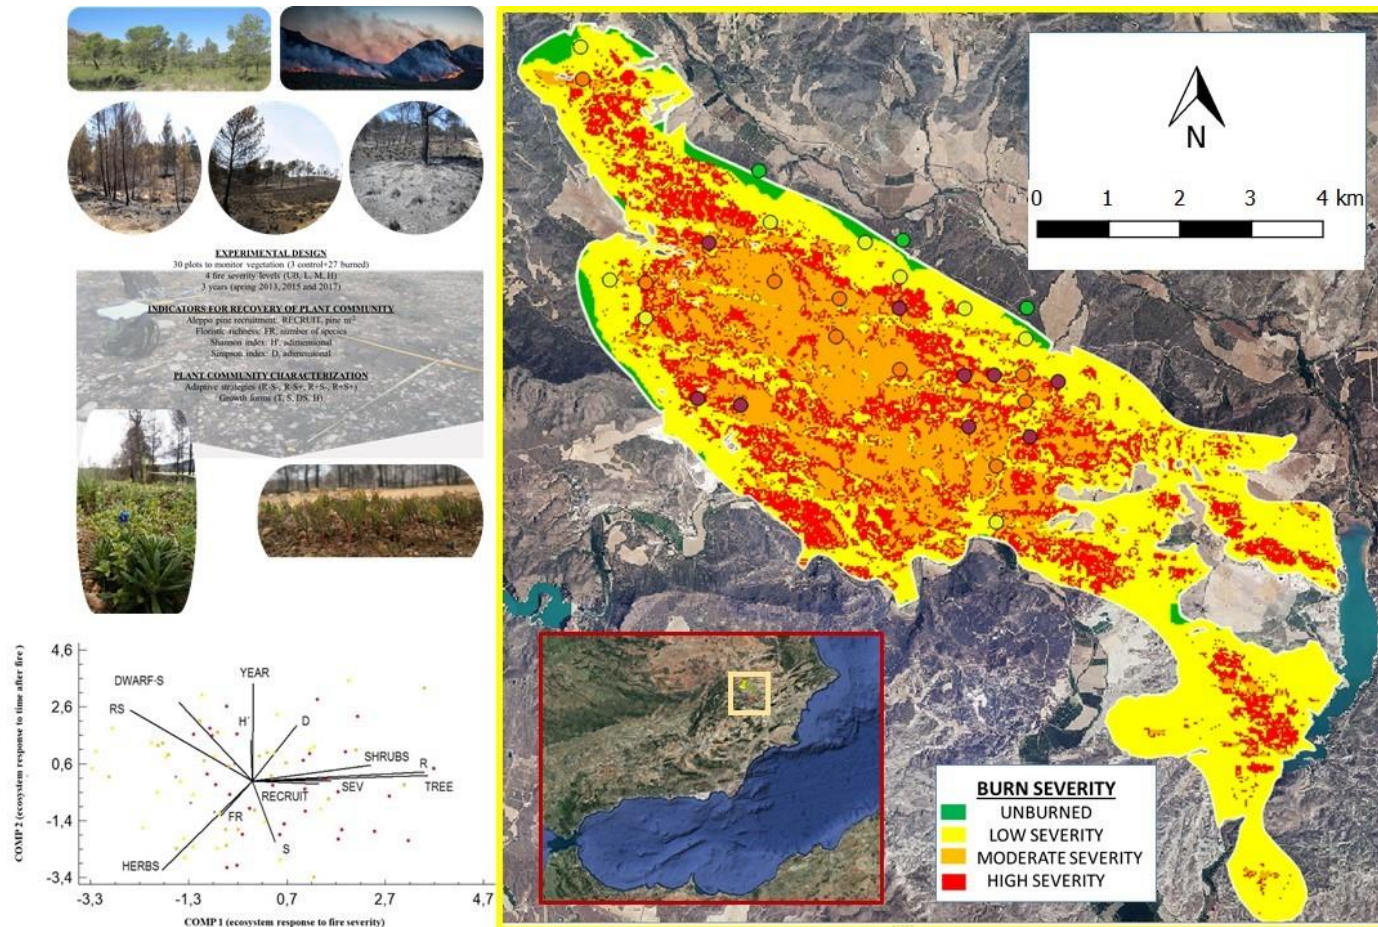 EXPERIMENTAL DESIGN
30 plots to monitor vegetation (3 control+27 burned)
4 fire severity levels (UB, L, M, H)
3 years (spring 2013, 2015 and 2017)
INDICATORS FOR RECOVERY OF PLANT COMMUNITY
Aleppo pine recruitment: RECRUIT, pine m⁻²
Floristic richness: FR, number of species
Shannon index: H', adimensional
Simpson index: D, adimensional
PLANT COMMUNITY CHARACTERIZATION
Adaptive strategies (R-S-, R-S+, R+S-, R+S+)
Growth forms (T, S, DS, H)
COMP 2 (ecosystem response to time after fire )
4,6
2,6
0,6
-1,4
-3,4
YEAR
DWARF-S
RS
H'
D
SHRUBS
R
TREE
SEV
RECRUIT
FR
S
HERBS
-3,3
-1,3
0,7
2,7
4,7
COMP 1 (ecosystem response to fire severity)
N
0 1 2 3 4 km
BURN SEVERITY
UNBURNED
LOW SEVERITY
MODERATE SEVERITY
HIGH SEVERITY